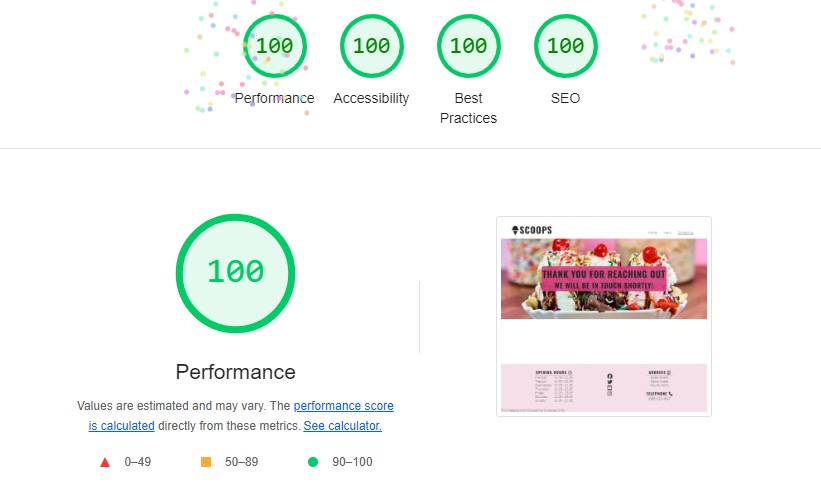 100
100
100
100
Performance
Accessibility
Best
Practices
SEO
100
Performance
Values are estimated and may vary. The performance score
is calculated directly from these metrics. See calculator.
0–49
50–89
90–100
SCOOPS
THANK YOU FOR REACHING OUT
WE WILL BE IN TOUCH SHORTLY!
OPENING HOURS
ADDRESS
TELEPHONE